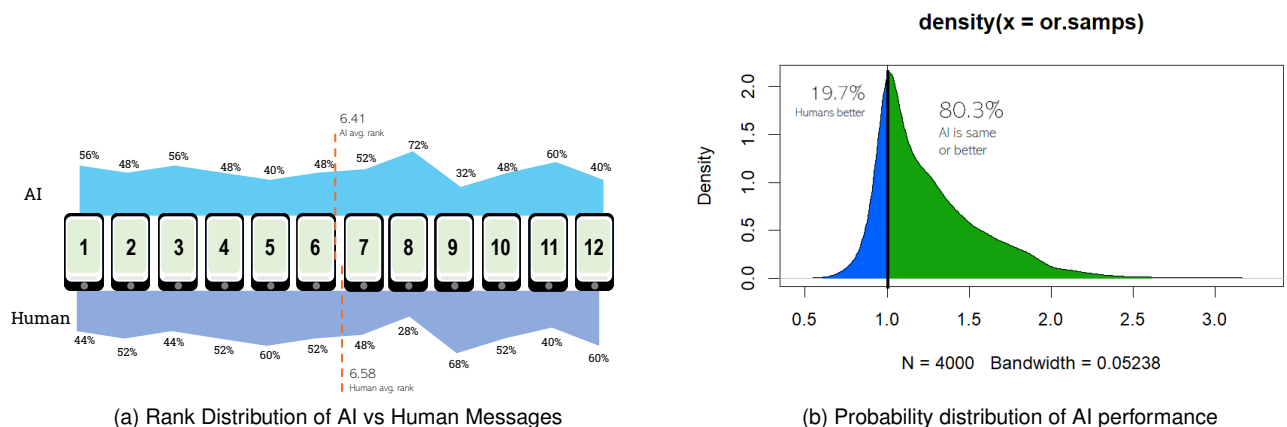 6.41
AI avg. rank
56% 48% 56% 48% 40% 48% 52% 72% 32% 48% 60% 40%
AI
1 2 3 4 5 6 7 8 9 10 11 12
Human
44% 52% 44% 52% 60% 52% 48% 28% 68% 52% 40% 60%
6.58
Human avg. rank
(a) Rank Distribution of AI vs Human Messages
density(x = or.samps)
19.7%
Humans better
80.3%
AI is same
or better
Density
2.0
1.5
1.0
0.5
0.0
0.5 1.0 1.5 2.0 2.5 3.0
N = 4000 Bandwidth = 0.05238
(b) Probability distribution of AI performance